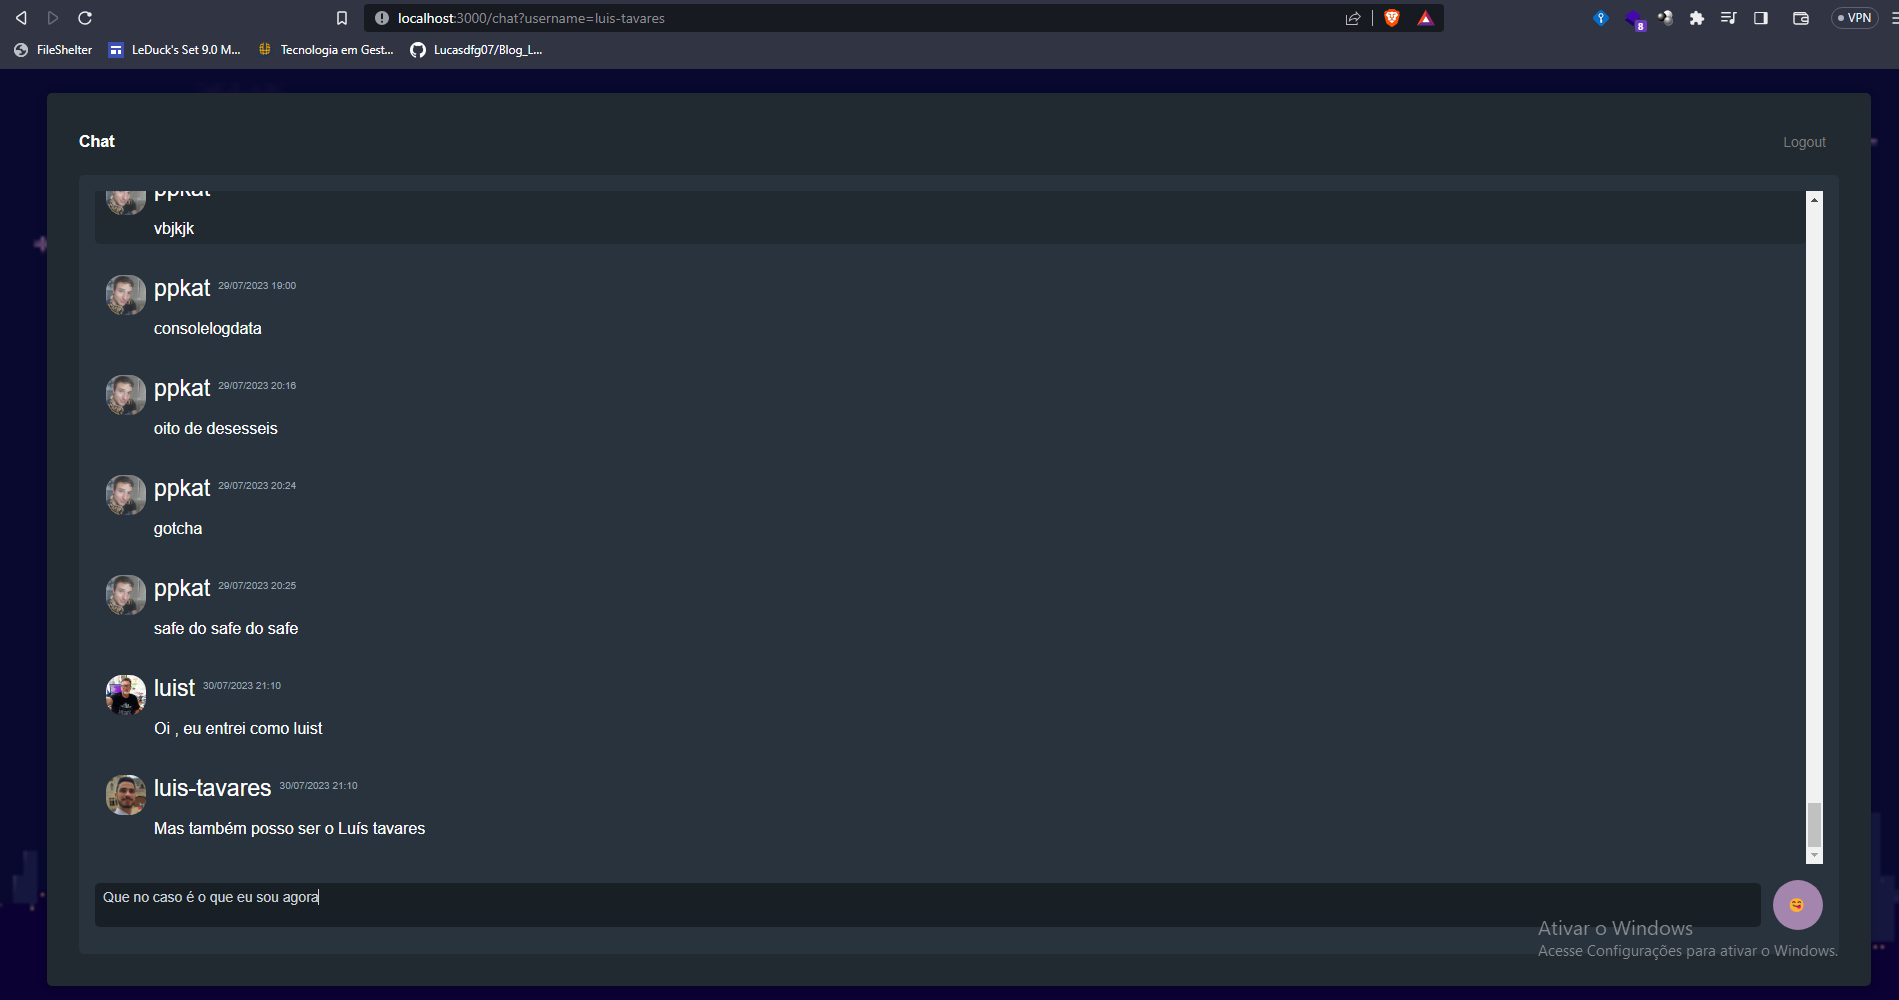 localhost:3000/chat?username=luis-tavares
8
VPN
FileShelter
LeDuck's Set 9.0 M...
Tecnologia em Gest...
Lucasdfg07/Blog_L...
Chat
Logout
ppkat
vbjkjk
ppkat 29/07/2023 19:00
consolelogdata
ppkat 29/07/2023 20:16
oito de desesseis
ppkat 29/07/2023 20:24
gotcha
ppkat 29/07/2023 20:25
safe do safe do safe
luist 30/07/2023 21:10
Oi , eu entrei como luist
luis-tavares 30/07/2023 21:10
Mas também posso ser o Luís tavares
Que no caso é o que eu sou agora
Ativar o Windows
Acesse Configurações para ativar o Windows.